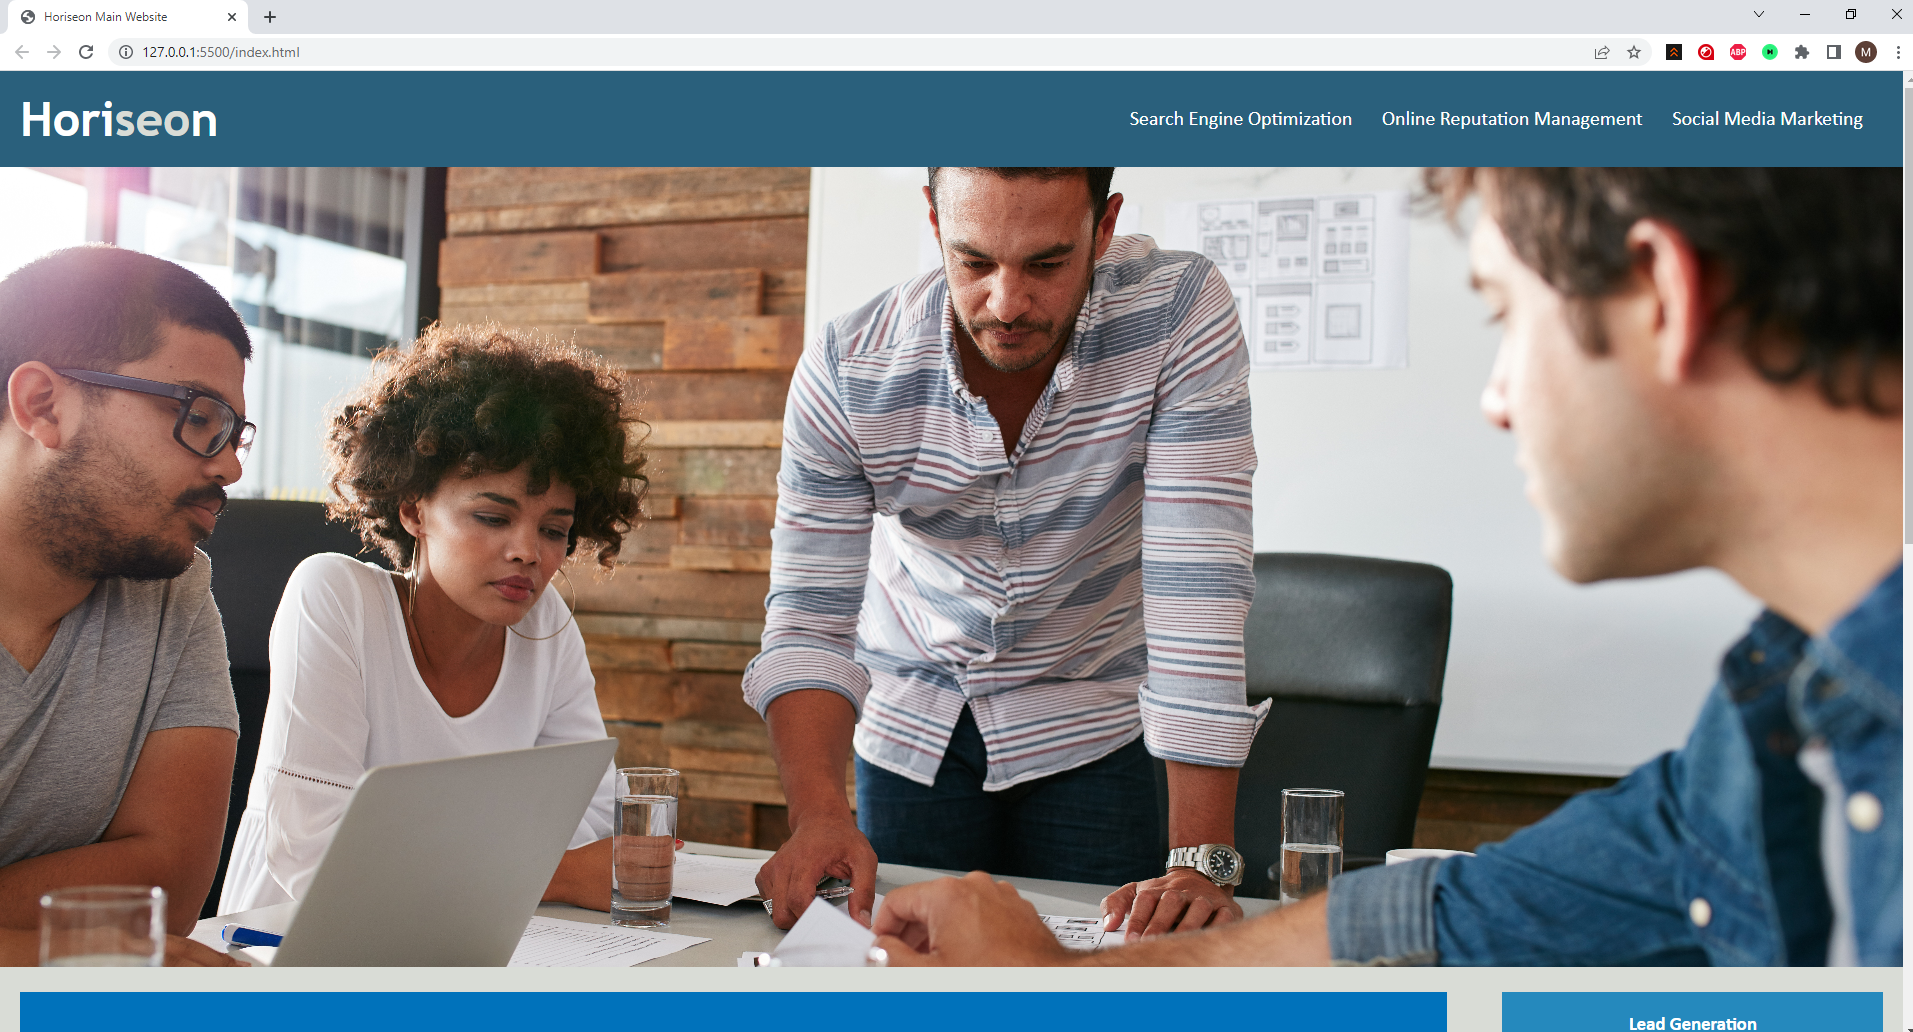 Horiseon Main Website
127.0.0.1:5500/index.html
ABP
M
Horiseon
Search Engine Optimization
Online Reputation Management
Social Media Marketing
Lead Generation